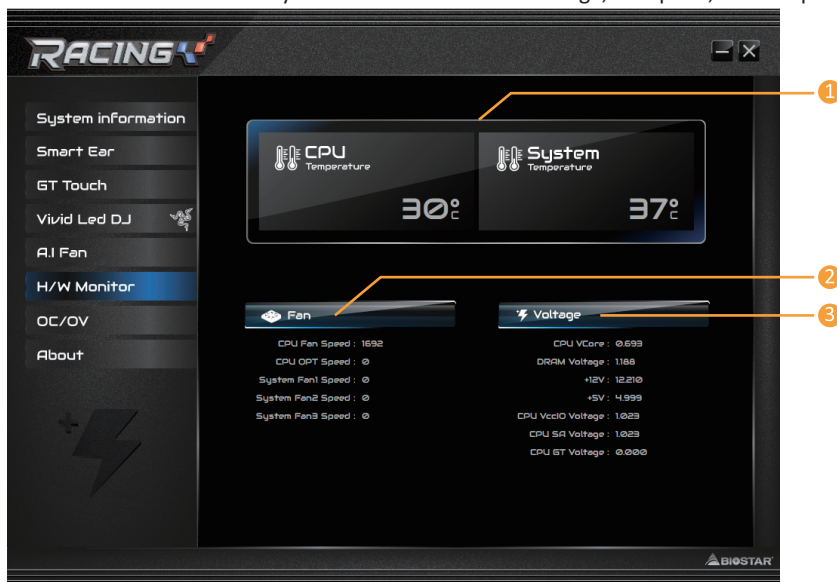 RACING
1
System information
Smart Ear
GT Touch
Vivid Led DJ
A.I Fan
H/W Monitor
OC/OV
About
CPU
Temperature
30°C
System
Temperature
37°C
2
3
Fan
CPU Fan Speed : 1692
CPU OPT Speed : 0
System Fan1 Speed : 0
System Fan2 Speed : 0
System Fan3 Speed : 0
Voltage
CPU VCore : 0.693
DRAM Voltage : 1.188
+12V : 12.210
+5V : 4.999
CPU VccIO Voltage : 1.023
CPU SA Voltage : 1.023
CPU GT Voltage : 0.000
BIOSTAR